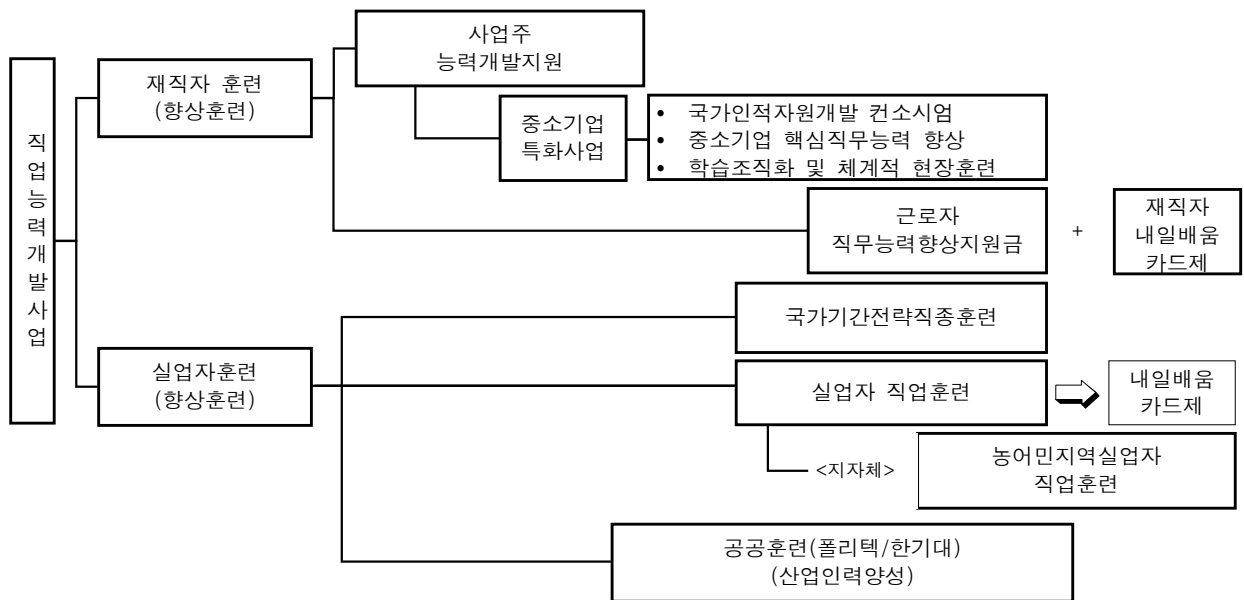 직업능력개발사업
재직자 훈련
(향상훈련)
사업주
능력개발지원
중소기업
특화사업
• 국가인적자원개발 컨소시엄
• 중소기업 핵심직무능력 향상
• 학습조직화 및 체계적 현장훈련
근로자
직무능력향상지원금
+
재직자
내일배움
카드제
실업자훈련
(향상훈련)
국가기간전략직종훈련
실업자 직업훈련
내일배움
카드제
<지자체>
농어민지역실업자
직업훈련
공공훈련(폴리텍/한기대)
(산업인력양성)